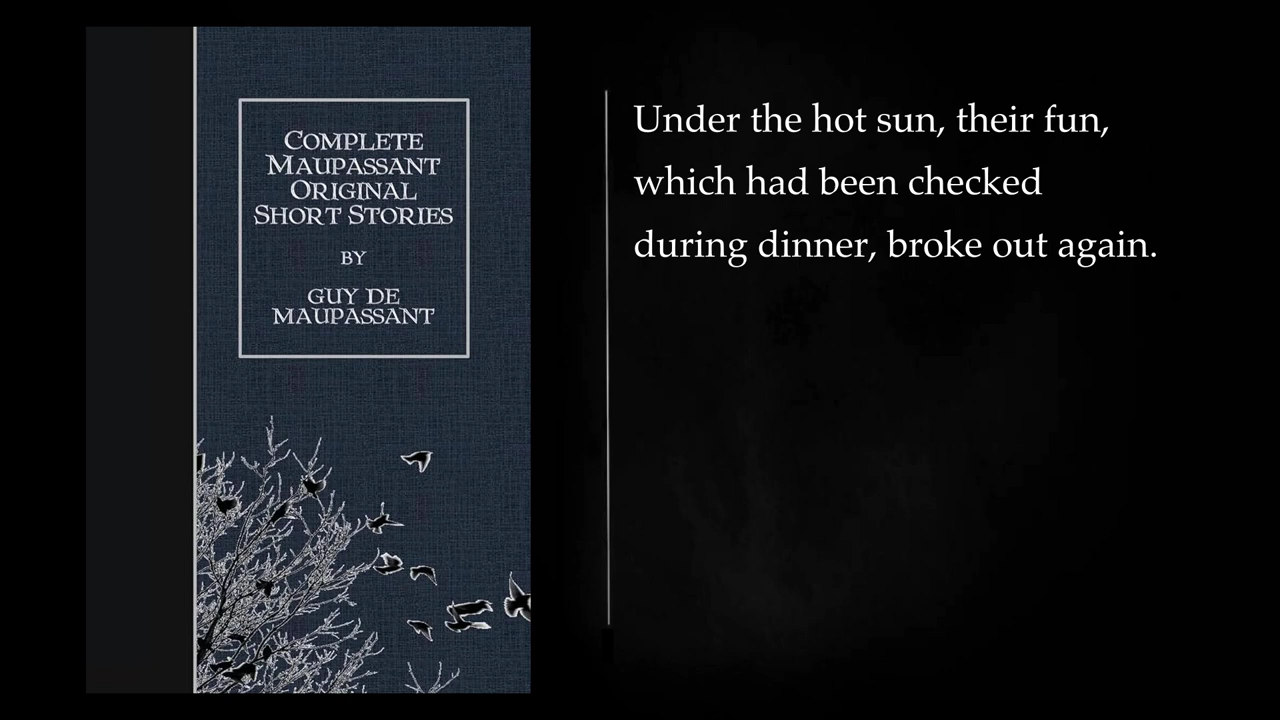 COMPLETE
MAUPASSANT
ORIGINAL
SHORT STORIES
BY
GUY DE
MAUPASSANT
Under the hot sun, their fun,
which had been checked
during dinner, broke out again.